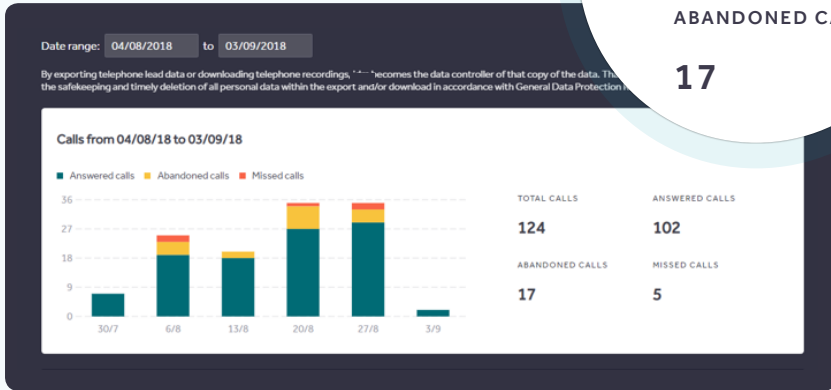 ABANDONED
17
Date range: 04/08/2018 to 03/09/2018
By exporting telephone lead data or downloading telephone recordings, becomes the data controller of that copy of the data.
the safekeeping and timely deletion of all personal data within the export and/or download in accordance with General Data Protection
Calls from 04/08/18 to 03/09/18
Answered calls Abandoned calls Missed calls
36
27
18
9
0
30/7 6/8 13/8 20/8 27/8 3/9
TOTAL CALLS ANSWERED CALLS
124 102
ABANDONED CALLS MISSED CALLS
17 5